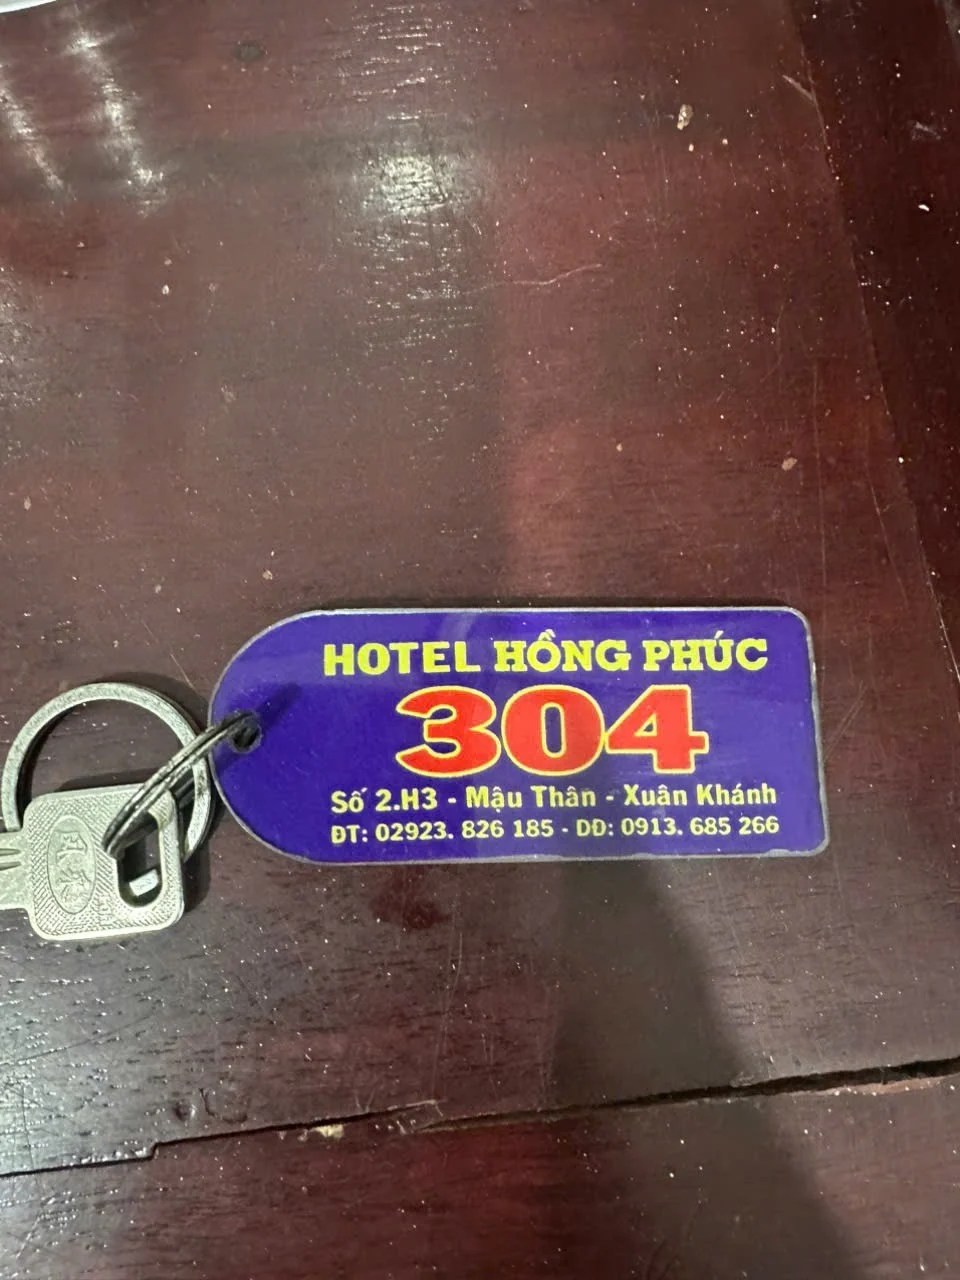 HOTEL HỒNG PHÚC
304
Số 2.H3 - Mậu Thân - Xuân Khánh
ĐT: 02923. 826 185 - DĐ: 0913. 685 266